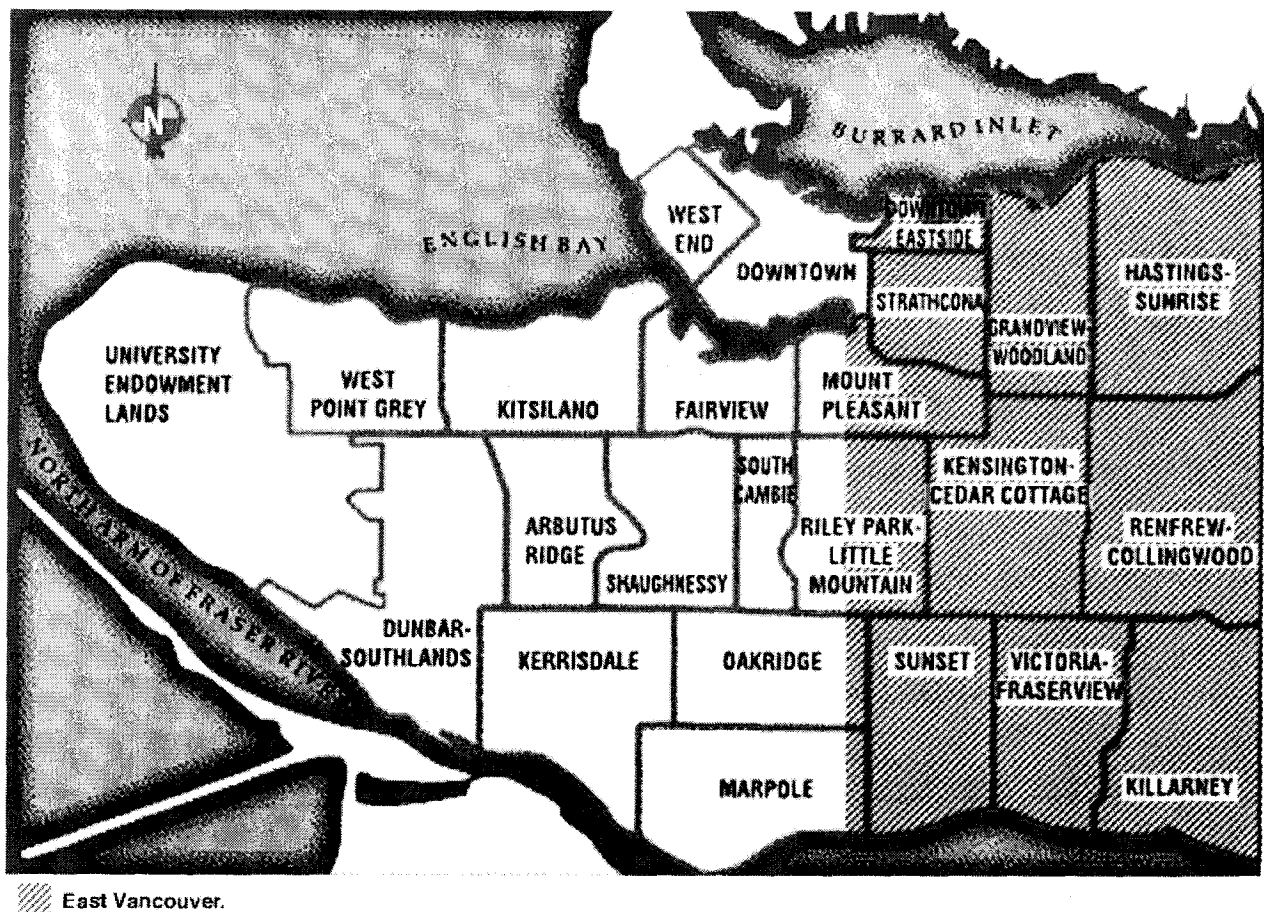 N
BURRARD INLET
WEST
END
ENGLISH BAY
DOWNTOWN
EASTSIDE
DOWNTOWN
HASTINGS-
SUNRISE
STRATHCONA
GRANDVIEW-
WOODLAND
UNIVERSITY
ENDOWMENT
LANDS
WEST
POINT GREY
KITSILANO
FAIRVIEW
MOUNT
PLEASANT
SOUTH
CAMBIE
KENSINGTON-
CEDAR COTTAGE
NORTH ARM OF FRASER RIVER
ARBUTUS
RIDGE
SHAUGHNESSY
RILEY PARK-
LITTLE
MOUNTAIN
RENFREW-
COLLINGWOOD
DUNBAR-
SOUTHLANDS
KERRISDALE
OAKRIDGE
SUNSET
VICTORIA-
FRASERVIEW
MARPOLE
KILLARNEY
East Vancouver.